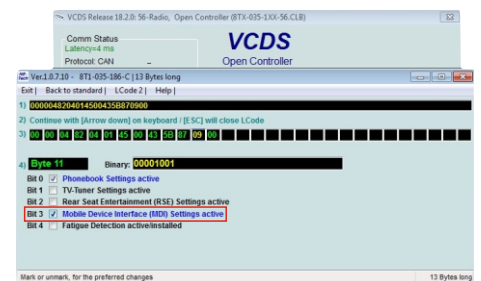 VCDS Release 18.2.0: 56-Radio, Open Controller (8TX-035-1XX-56.CLB)
Comm Status
Latency=4 ms
Protocol: CAN
VCDS
Open Controller
Ver.1.0.7.10 - 8T1-035-186-C | 13 Bytes long
Exit | Back to standard | LCode 2 | Help |
1) 0000048204014500435B870900
2) Continue with [Arrow down] on keyboard / [ESC] will close LCode
3) 00 00 04 82 04 01 45 00 43 5B 87 09 00
4) Byte 11 Binary: 00001001
Bit 0 Phonebook Settings active
Bit 1 TV-Tuner Settings active
Bit 2 Rear Seat Entertainment (RSE) Settings active
Bit 3 Mobile Device Interface (MDI) Settings active
Bit 4 Fatigue Detection active/installed
Mark or unmark, for the preferred changes 13 Bytes long